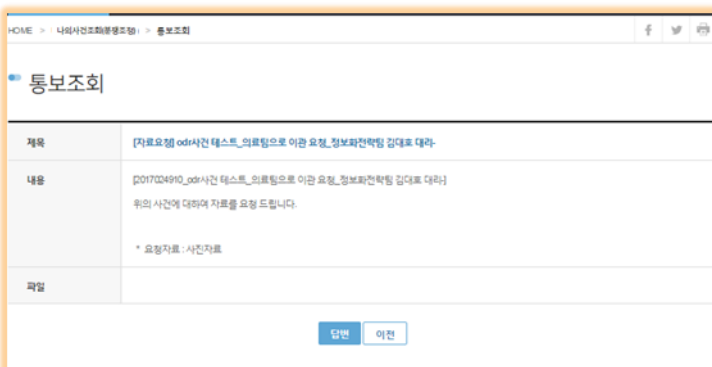 HOME > 나의사건조회(분쟁조정) > 통보조회
통보조회
제목
[자료요청] odr사건 테스트_의료팀으로 이관 요청_정보화전략팀 김대호 대리-
내용
[2017024910_odr사건 테스트_의료팀으로 이관 요청_정보화전략팀 김대호 대리-]
위의 사건에 대하여 자료를 요청 드립니다.
* 요청자료 : 사진자료
파일
답변 이전